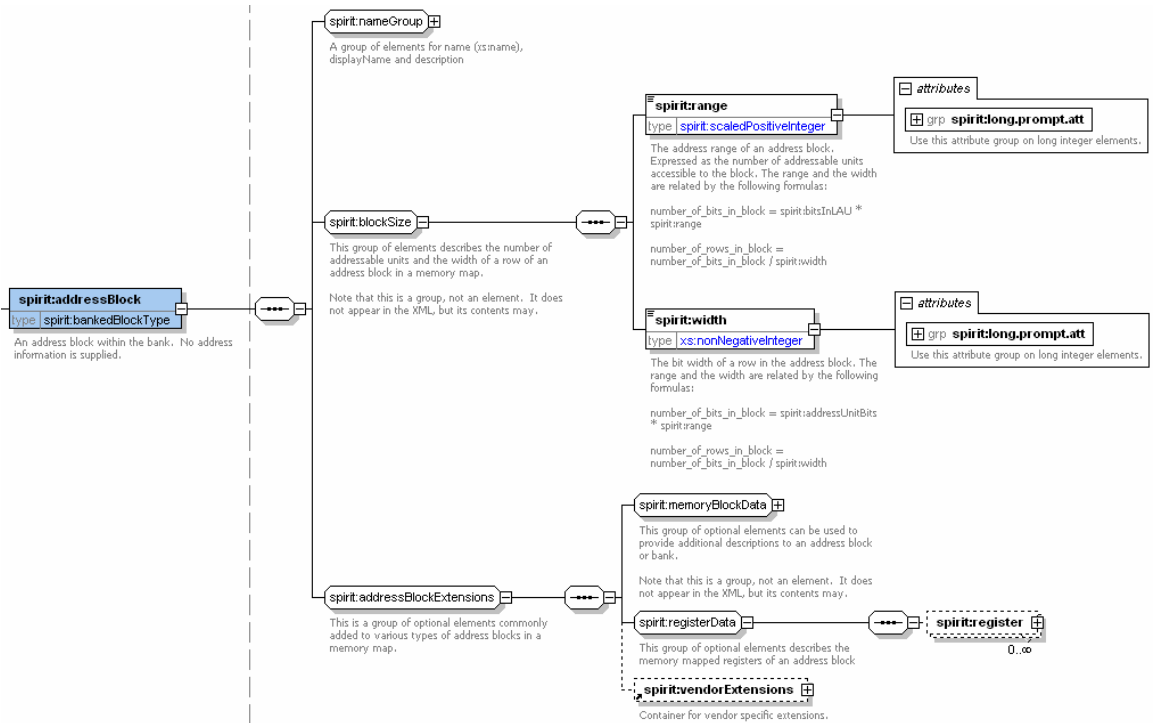 spirit:nameGroup
A group of elements for name (xs:name),
displayName and description
attributes
spirit:range
type spirit:scaledPositiveInteger
grp spirit:long.prompt.att
Use this attribute group on long integer elements.
The address range of an address block.
Expressed as the number of addressable units
accessible to the block. The range and the width
are related by the following formulas:
number_of_bits_in_block = spirit:bitsInLAU *
spirit:range
number_of_rows_in_block =
number_of_bits_in_block / spirit:width
spirit:blockSize
This group of elements describes the number of
addressable units and the width of a row of an
address block in a memory map.
Note that this is a group, not an element.  It does
not appear in the XML, but its contents may.
spirit:addressBlock
type spirit:bankedBlockType
An address block within the bank.  No address
information is supplied.
attributes
spirit:width
type xs:nonNegativeInteger
grp spirit:long.prompt.att
Use this attribute group on long integer elements.
The bit width of a row in the address block. The
range and the width are related by the following
formulas:
number_of_bits_in_block = spirit:addressUnitBits
* spirit:range
number_of_rows_in_block =
number_of_bits_in_block / spirit:width
spirit:memoryBlockData
This group of optional elements can be used to
provide additional descriptions to an address block
or bank.
Note that this is a group, not an element.  It does
not appear in the XML, but its contents may.
spirit:addressBlockExtensions
This is a group of optional elements commonly
added to various types of address blocks in a
memory map.
spirit:registerData
This group of optional elements describes the
memory mapped registers of an address block
spirit:register
0..∞
spirit:vendorExtensions
Container for vendor specific extensions.